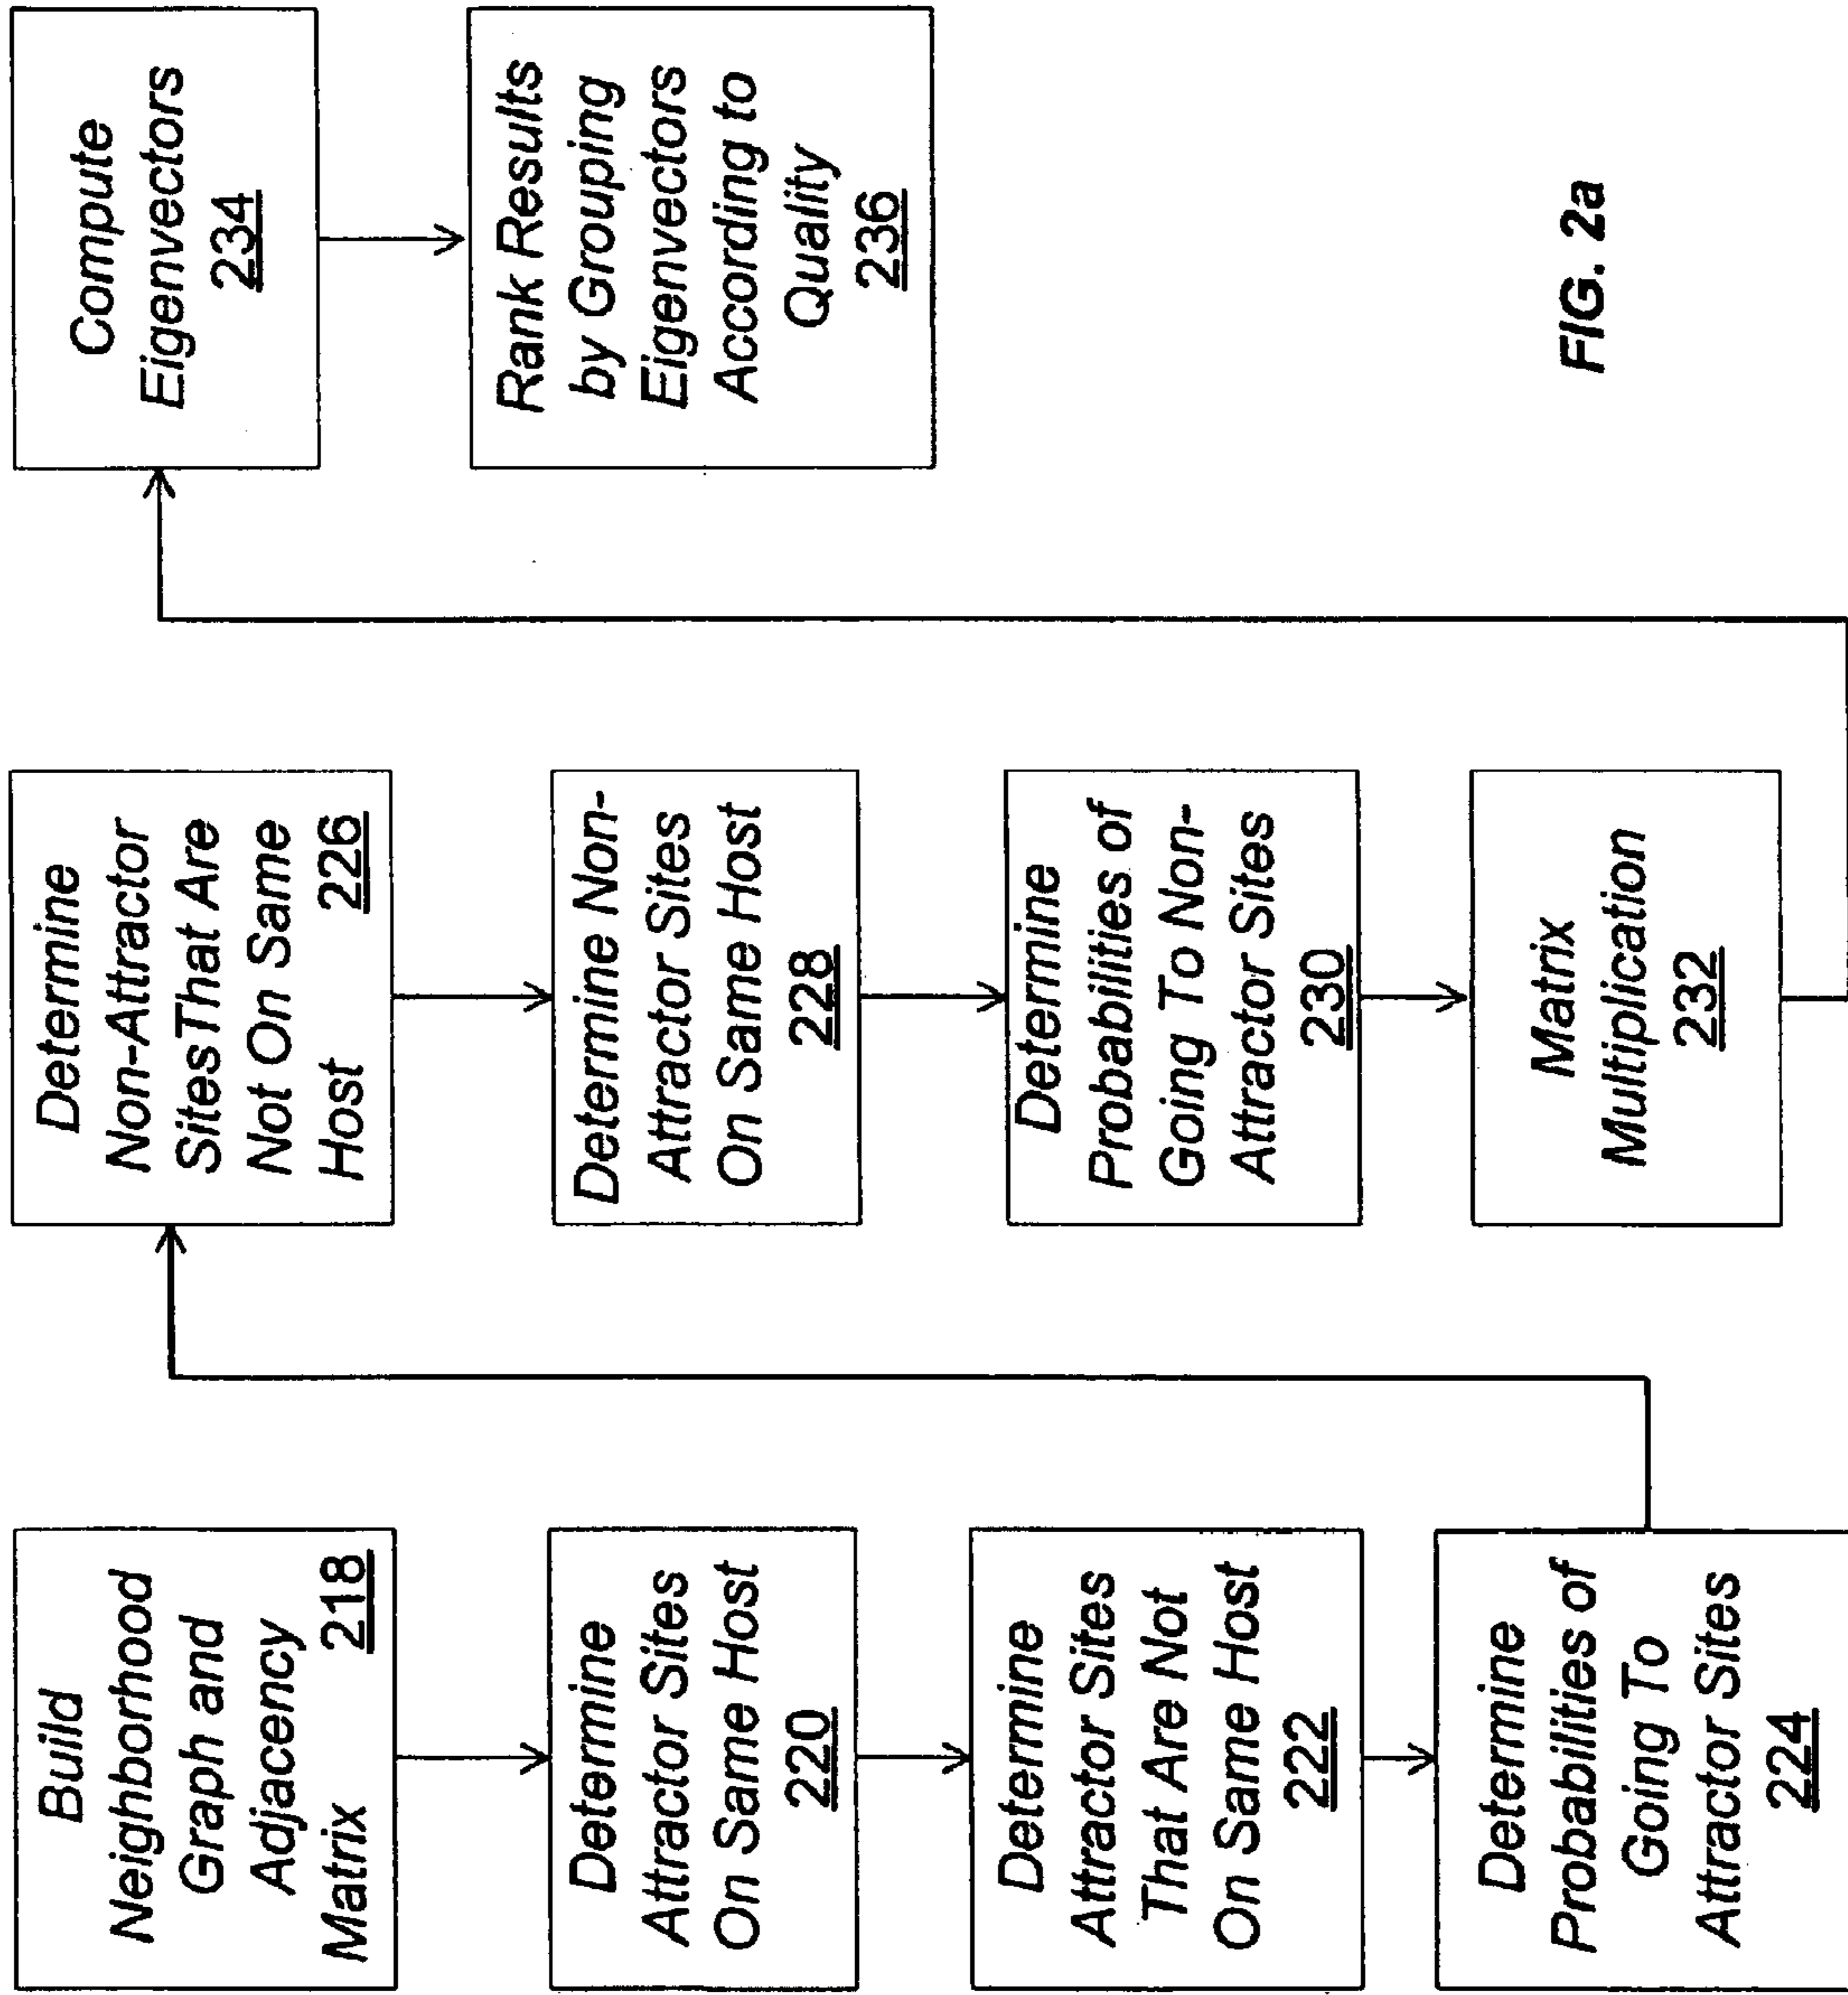 Build
Neighborhood
Graph and
Adjacency
Matrix 218
Determine
Attractor Sites
On Same Host
220
Determine
Attractor Sites
That Are Not
On Same Host
222
Determine
Probabilities of
Going To
Attractor Sites
224
Determine
Non-Attractor
SitesThat Are
Not On Same
Host 226
Determine Non-
Attractor Sites
On Same Host
228
Determine
Probabilities of
Going To Non-
Attractor Sites
230
Matrix
Multiplication
232
Compute
Eigenvectors
234
Rank Results
by Grouping
Eigenvectors
According to
Quality
236
FIG. 2a